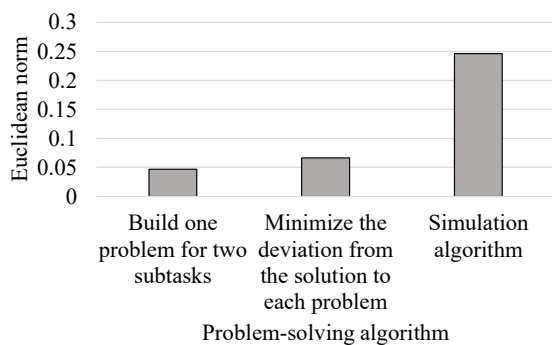 0.3
0.25
0.2
0.15
0.1
0.05
0
Euclidean norm
Build one
problem for two
subtasks
Minimize the
deviation from
the solution to
each problem
Simulation
algorithm
Problem-solving algorithm